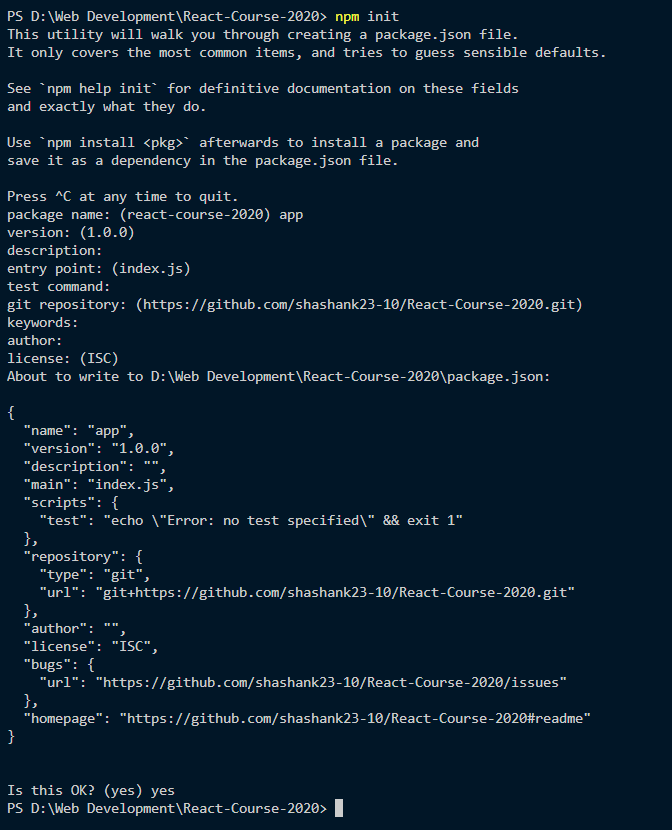 PS D:\Web Development\React-Course-2020> npm init
This utility will walk you through creating a package.json file.
It only covers the most common items, and tries to guess sensible defaults.

See `npm help init` for definitive documentation on these fields
and exactly what they do.

Use `npm install <pkg>` afterwards to install a package and
save it as a dependency in the package.json file.

Press ^C at any time to quit.
package name: (react-course-2020) app
version: (1.0.0)
description:
entry point: (index.js)
test command:
git repository: (https://github.com/shashank23-10/React-Course-2020.git)
keywords:
author:
license: (ISC)
About to write to D:\Web Development\React-Course-2020\package.json:

{
  "name": "app",
  "version": "1.0.0",
  "description": "",
  "main": "index.js",
  "scripts": {
    "test": "echo \"Error: no test specified\" && exit 1"
  },
  "repository": {
    "type": "git",
    "url": "git+https://github.com/shashank23-10/React-Course-2020.git"
  },
  "author": "",
  "license": "ISC",
  "bugs": {
    "url": "https://github.com/shashank23-10/React-Course-2020/issues"
  },
  "homepage": "https://github.com/shashank23-10/React-Course-2020#readme"
}


Is this OK? (yes) yes
PS D:\Web Development\React-Course-2020>